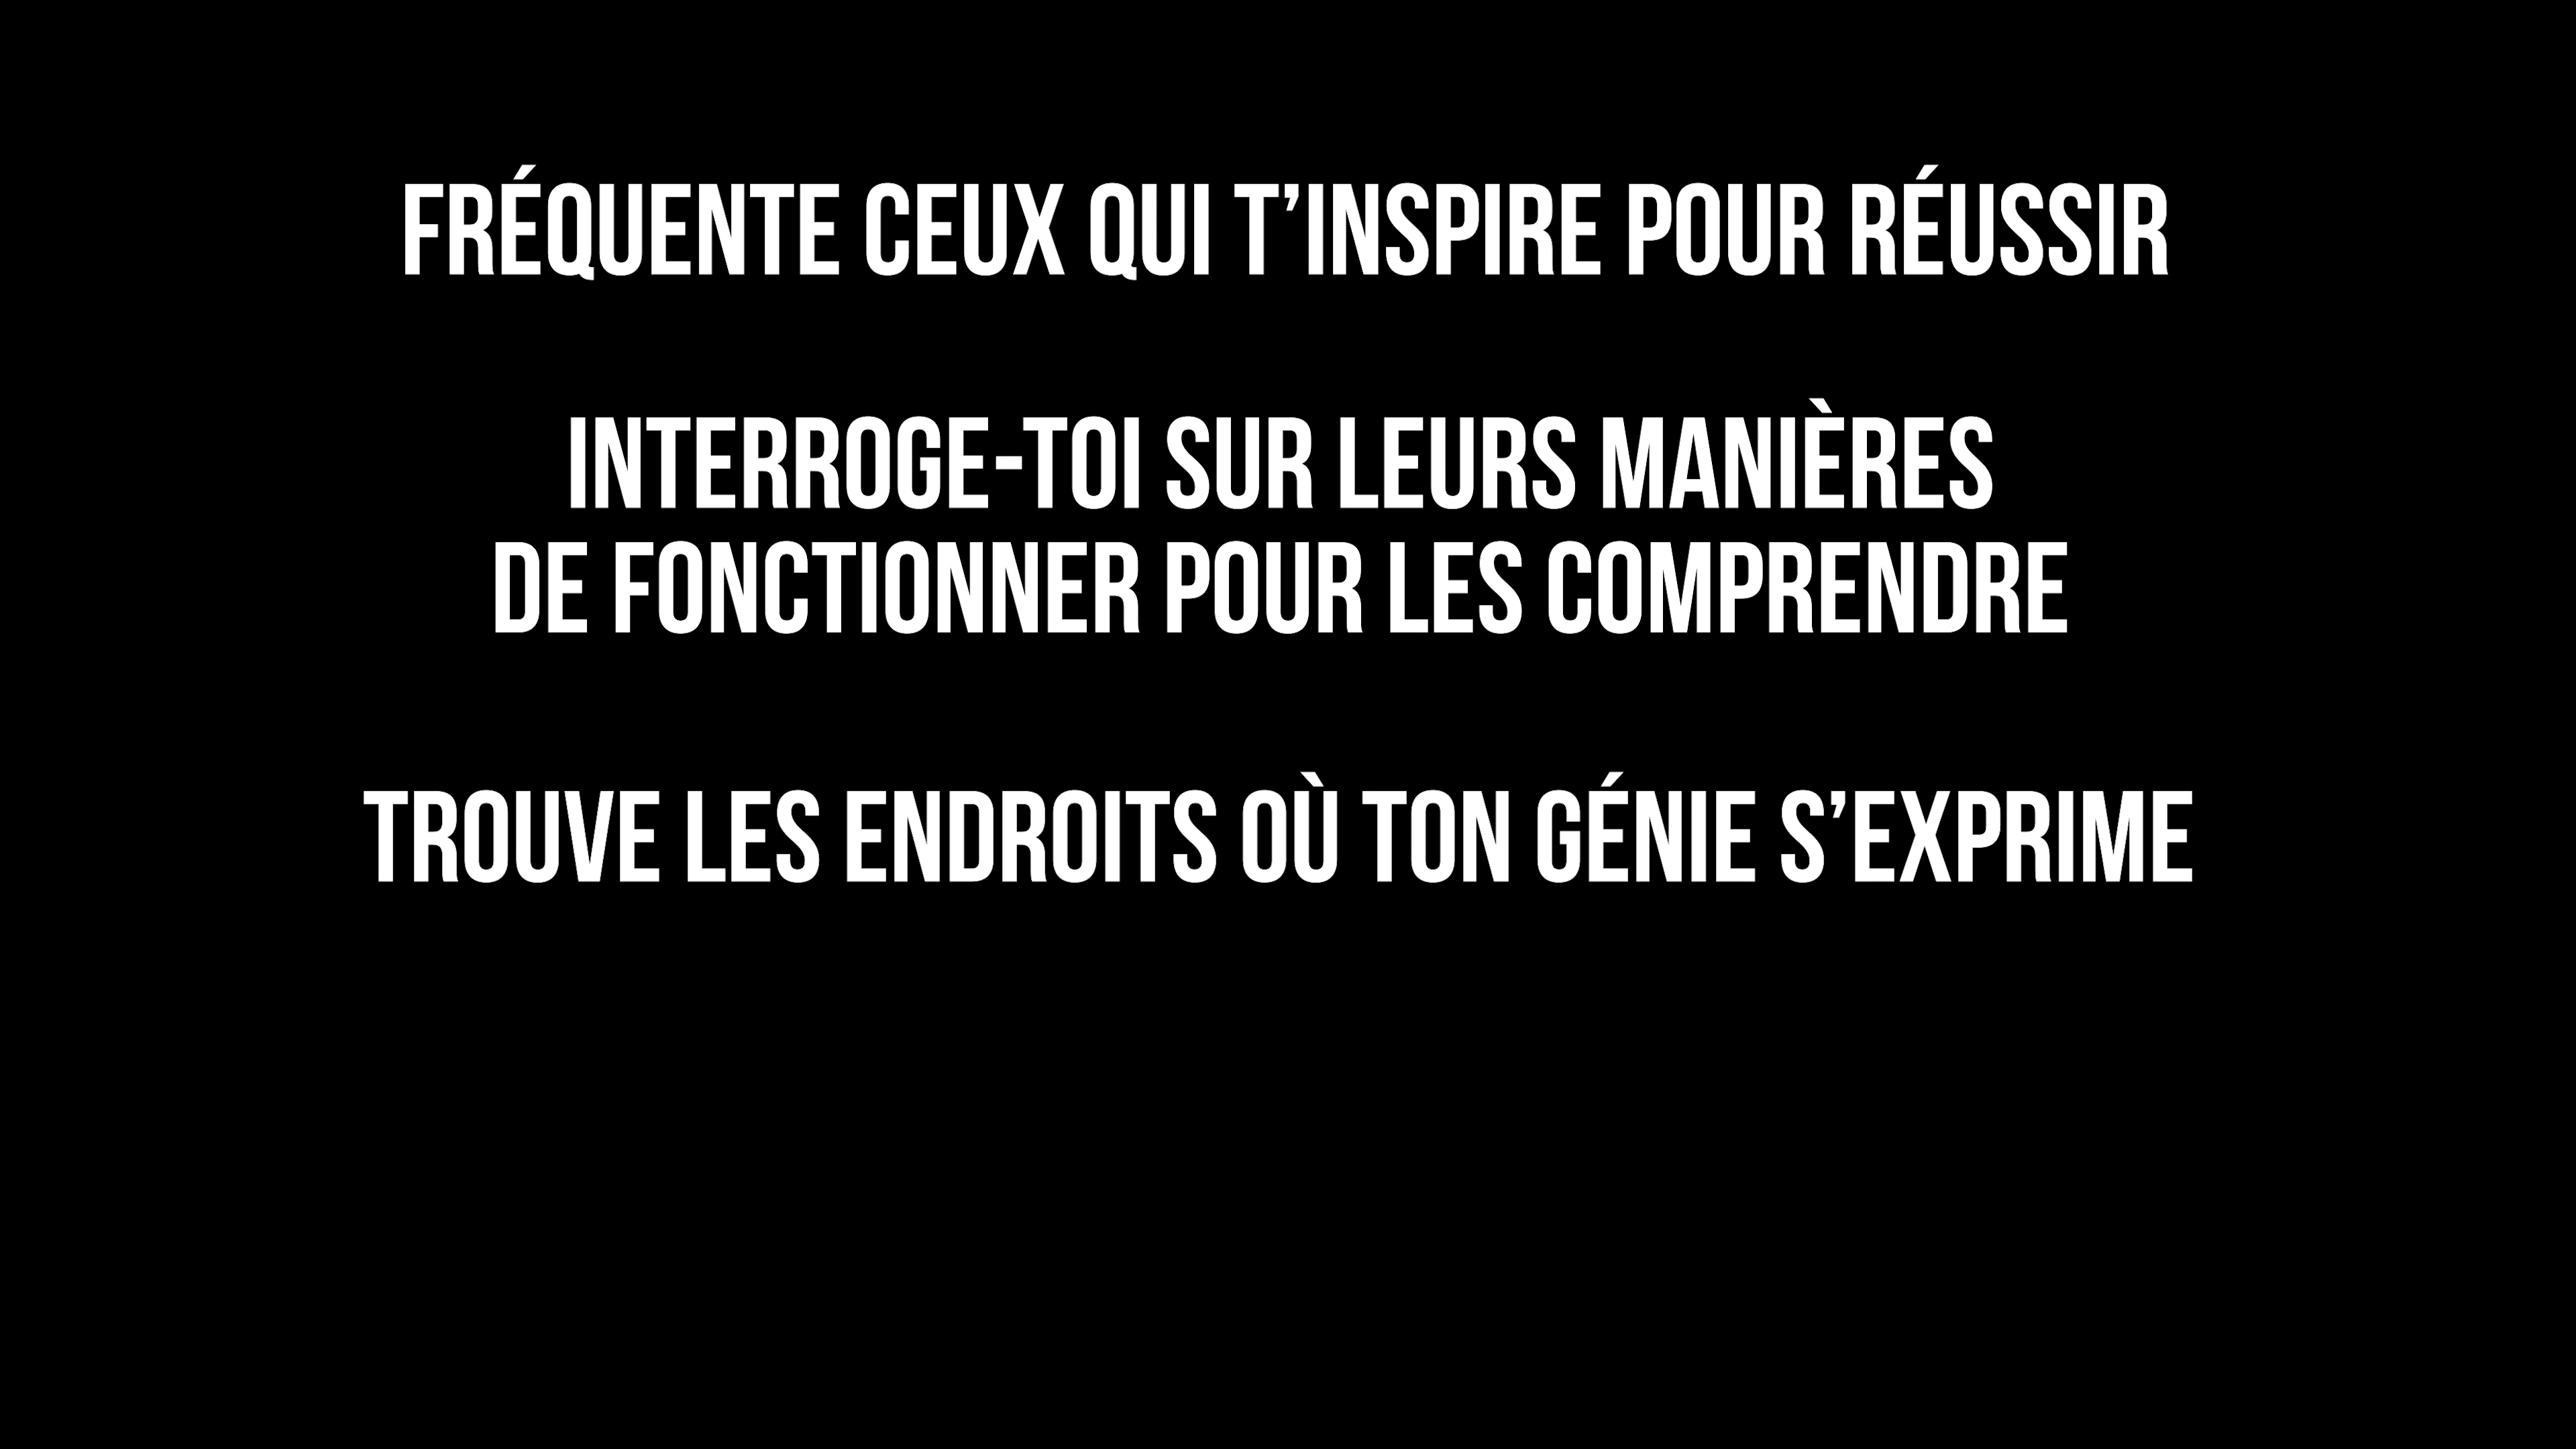 FRÉQUENTE CEUX QUI T’INSPIRE POUR RÉUSSIR
INTERROGE-TOI SUR LEURS MANIÈRES
DE FONCTIONNER POUR LES COMPRENDRE
TROUVE LES ENDROITS OÙ TON GÉNIE S’EXPRIME